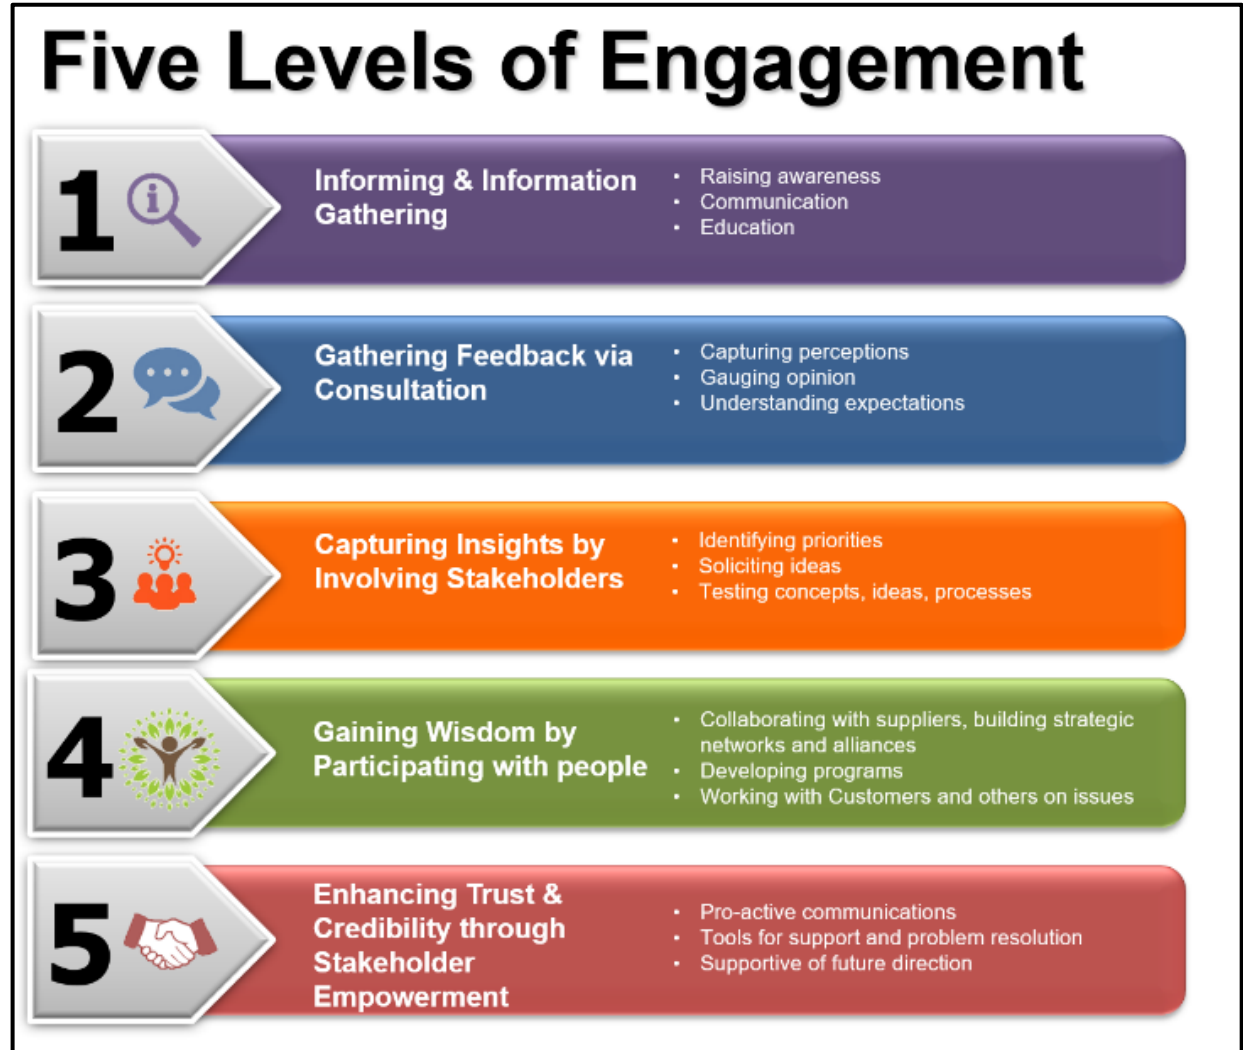 Five Levels of Engagement
1
Informing & Information
Gathering
• Raising awareness
• Communication
• Education
2
Gathering Feedback via
Consultation
• Capturing perceptions
• Gauging opinion
• Understanding expectations
3
Capturing Insights by
Involving Stakeholders
• Identifying priorities
• Soliciting ideas
• Testing concepts, ideas, processes
4
Gaining Wisdom by
Participating with people
• Collaborating with suppliers, building strategic
networks and alliances
• Developing programs
• Working with Customers and others on issues
5
Enhancing Trust &
Credibility through
Stakeholder
Empowerment
• Pro-active communications
• Tools for support and problem resolution
• Supportive of future direction